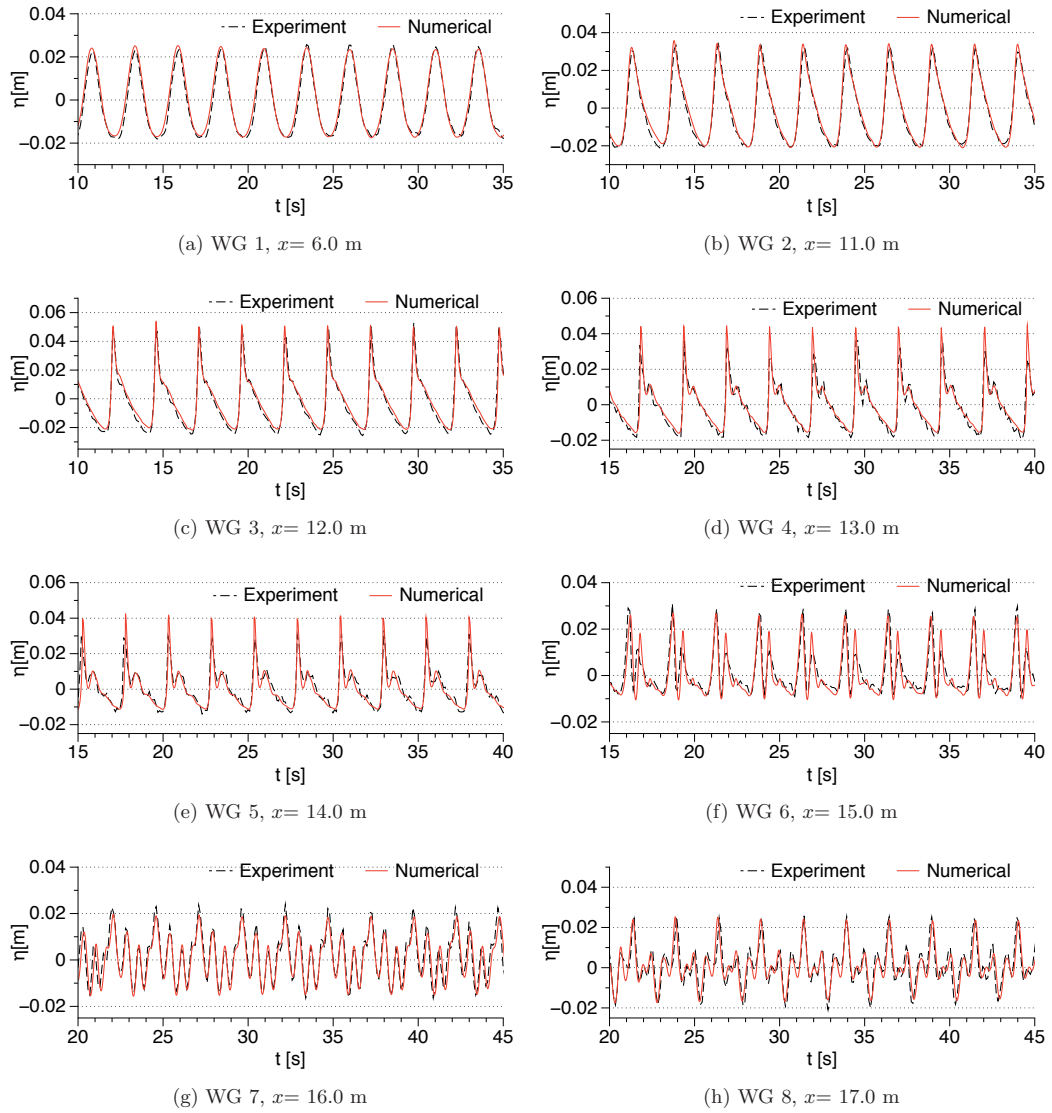 Experiment Numerical
0.04
0.02
0
−0.02
η[m]
10 15 20 25 30 35
t [s]
(a) WG 1, x= 6.0 m
Experiment Numerical
0.04
0.02
0
−0.02
η[m]
10 15 20 25 30 35
t [s]
(b) WG 2, x= 11.0 m
Experiment Numerical
0.06
0.04
0.02
0
−0.02
η[m]
10 15 20 25 30 35
t [s]
(c) WG 3, x= 12.0 m
Experiment Numerical
0.06
0.04
0.02
0
−0.02
η[m]
15 20 25 30 35 40
t [s]
(d) WG 4, x= 13.0 m
Experiment Numerical
0.06
0.04
0.02
0
−0.02
η[m]
15 20 25 30 35 40
t [s]
(e) WG 5, x= 14.0 m
Experiment Numerical
0.04
0.02
0
−0.02
η[m]
15 20 25 30 35 40
t [s]
(f) WG 6, x= 15.0 m
Experiment Numerical
0.04
0.02
0
−0.02
η[m]
20 25 30 35 40 45
t [s]
(g) WG 7, x= 16.0 m
Experiment Numerical
0.04
0.02
0
−0.02
η[m]
20 25 30 35 40 45
t [s]
(h) WG 8, x= 17.0 m